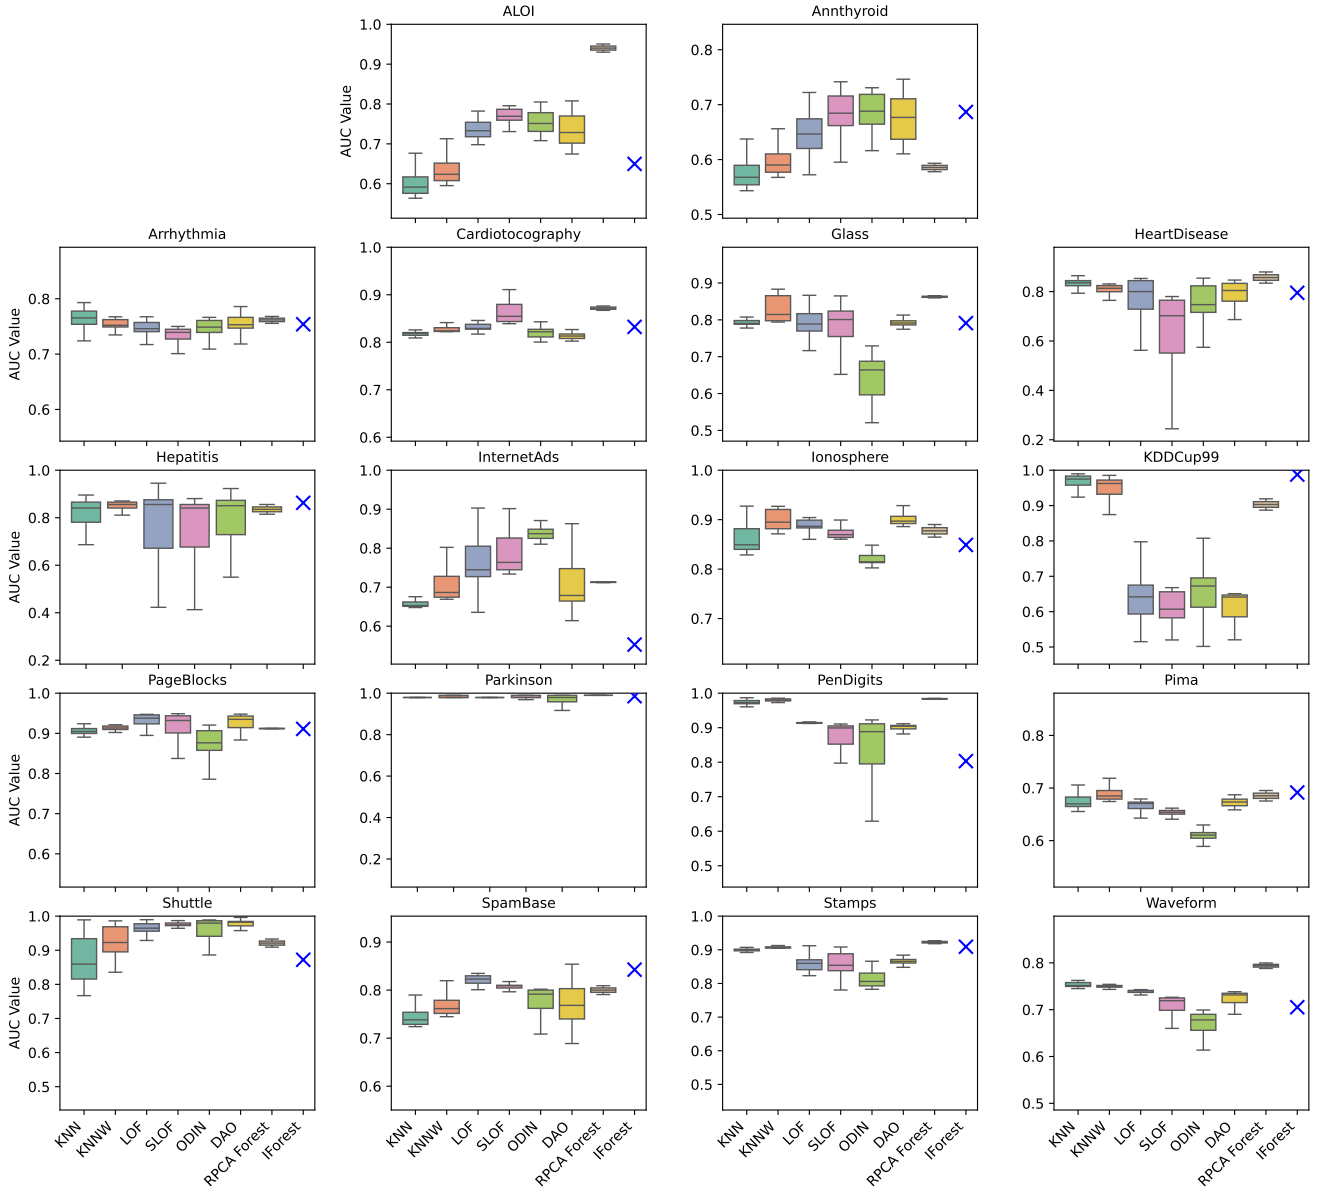 ALOI
1.0
0.9
0.8
0.7
0.6
AUC Value
Annthyroid
0.8
0.7
0.6
0.5
Arrhythmia
0.8
0.7
0.6
AUC Value
Cardiotocography
1.0
0.9
0.8
0.7
0.6
Glass
0.9
0.8
0.7
0.6
0.5
HeartDisease
0.8
0.6
0.4
0.2
Hepatitis
1.0
0.8
0.6
0.4
0.2
AUC Value
InternetAds
1.0
0.9
0.8
0.7
0.6
Ionosphere
1.0
0.9
0.8
0.7
KDDCup99
1.0
0.9
0.8
0.7
0.6
0.5
PageBlocks
1.0
0.9
0.8
0.7
0.6
AUC Value
Parkinson
1.0
0.8
0.6
0.4
0.2
PenDigits
1.0
0.9
0.8
0.7
0.6
0.5
Pima
0.8
0.7
0.6
Shuttle
1.0
0.9
0.8
0.7
0.6
0.5
AUC Value
KNN
KNNW
LOF
SLOF
ODIN
DAO
RPCA Forest
IForest
SpamBase
0.9
0.8
0.7
0.6
KNN
KNNW
LOF
SLOF
ODIN
DAO
RPCA Forest
IForest
Stamps
1.0
0.9
0.8
0.7
0.6
0.5
KNN
KNNW
LOF
SLOF
ODIN
DAO
RPCA Forest
IForest
Waveform
0.8
0.7
0.6
0.5
KNN
KNNW
LOF
SLOF
ODIN
DAO
RPCA Forest
IForest